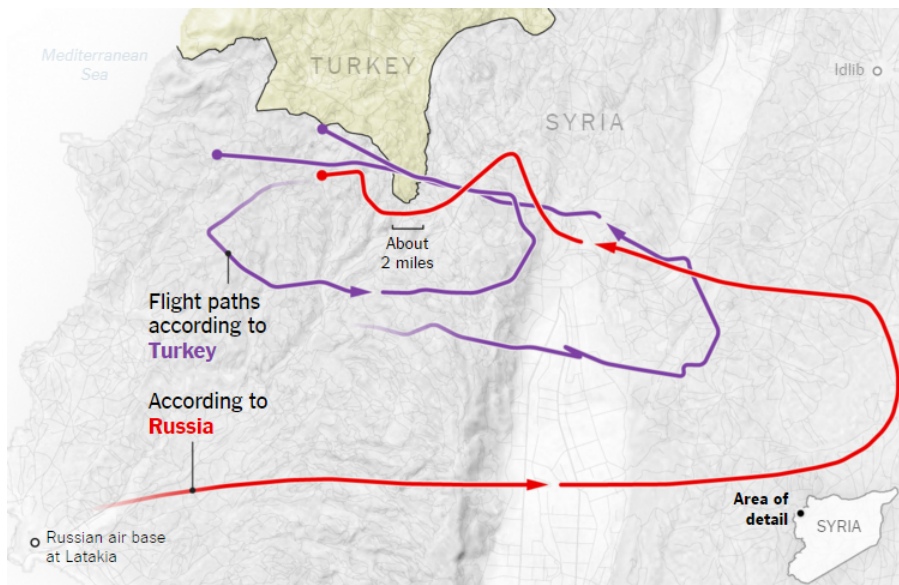 Mediterranean
Sea
TURKEY
Idlib
SYRIA
About
2 miles
Flight paths
according to
Turkey
According to
Russia
Area of
detail
SYRIA
Russian air base
at Latakia